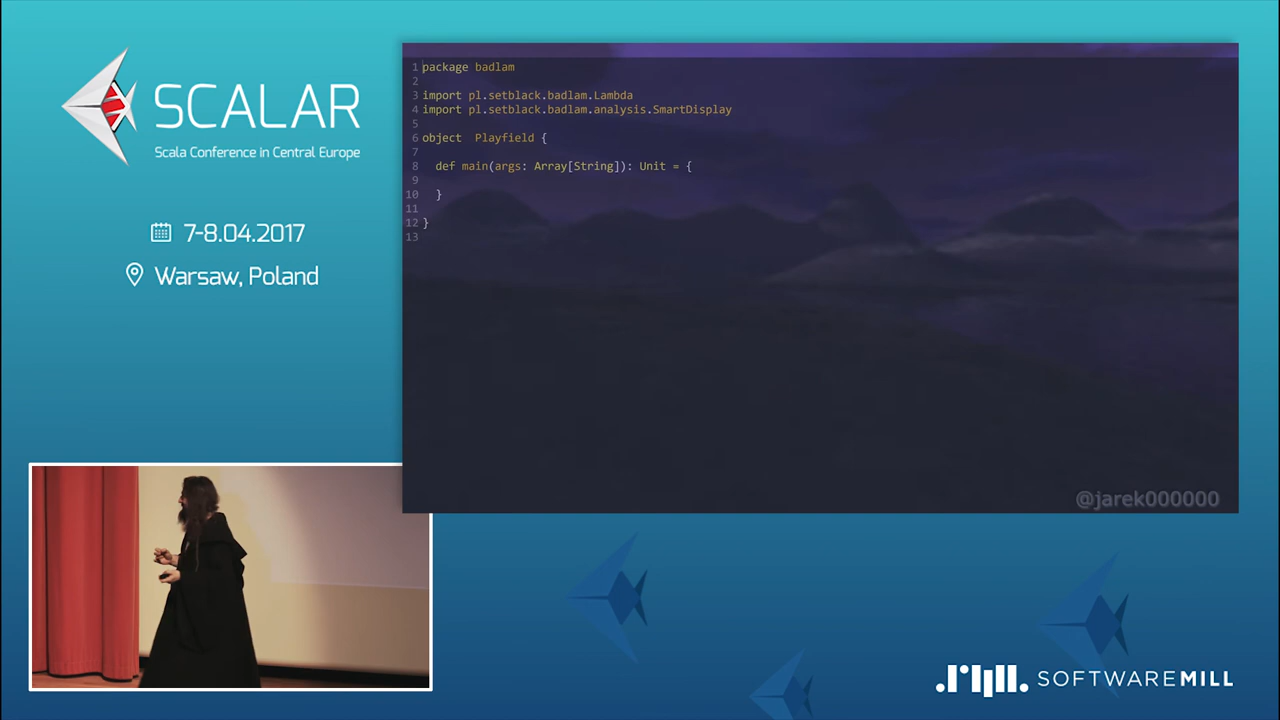 SCALAR
Scala Conference in Central Europe
7-8.04.2017
Warsaw, Poland
1 package badlam
2
3 import pl.setblack.badlam.Lambda
4 import pl.setblack.badlam.analysis.SmartDisplay
5
6 object  Playfield {
7
8   def main(args: Array[String]): Unit = {
9
10   }
11
12 }
13
@jarek000000
SOFTWAREMILL